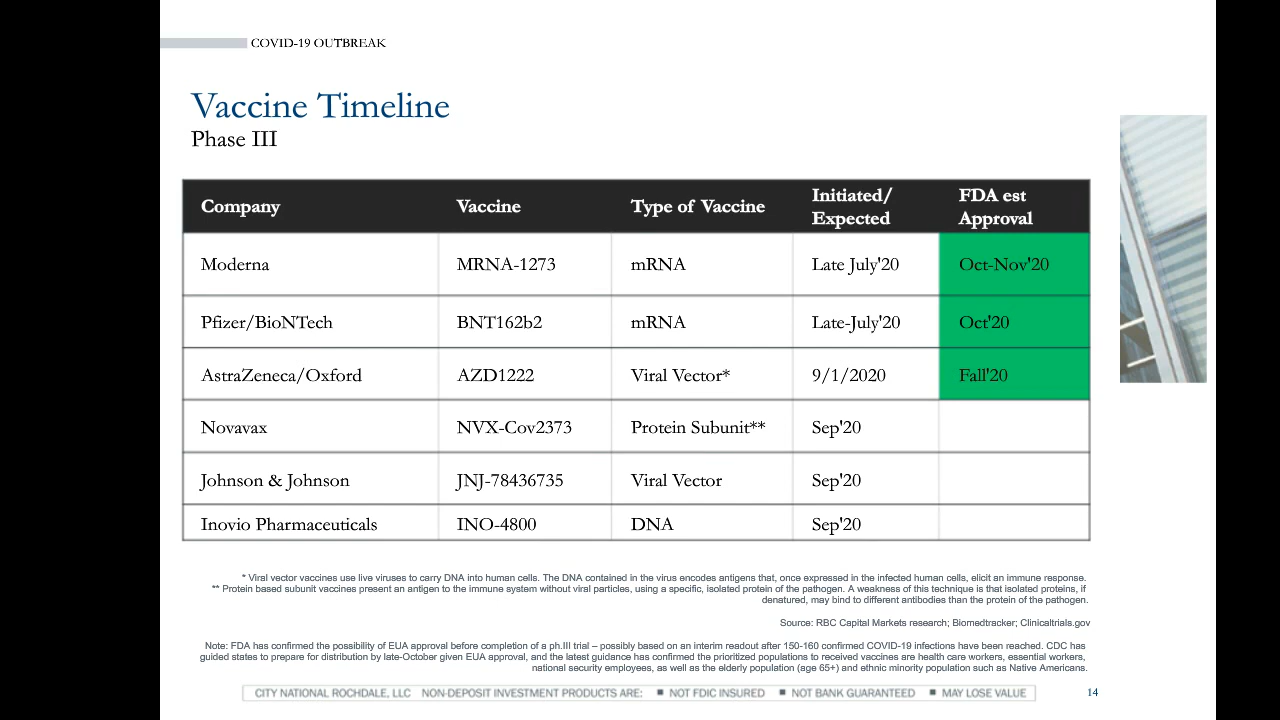 COVID-19 OUTBREAK
Vaccine Timeline
Phase III
Company Vaccine Type of Vaccine Initiated/ Expected FDA est Approval
Moderna MRNA-1273 mRNA Late July'20 Oct-Nov'20
Pfizer/BioNTech BNT162b2 mRNA Late-July'20 Oct'20
AstraZeneca/Oxford AZD1222 Viral Vector* 9/1/2020 Fall'20
Novavax NVX-Cov2373 Protein Subunit** Sep'20
Johnson & Johnson JNJ-78436735 Viral Vector Sep'20
Inovio Pharmaceuticals INO-4800 DNA Sep'20
* Viral vector vaccines use live viruses to carry DNA into human cells. The DNA contained in the virus encodes antigens that, once expressed in the infected human cells, elicit an immune response.
** Protein based subunit vaccines present an antigen to the immune system without viral particles, using a specific, isolated protein of the pathogen. A weakness of this technique is that isolated proteins, if
denatured, may bind to different antibodies than the protein of the pathogen.
Source: RBC Capital Markets research; Biomedtracker; Clinicaltrials.gov
Note: FDA has confirmed the possibility of EUA approval before completion of a ph.III trial – possibly based on an interim readout after 150-160 confirmed COVID-19 infections have been reached. CDC has
guided states to prepare for distribution by late-October given EUA approval, and the latest guidance has confirmed the prioritized populations to received vaccines are health care workers, essential workers,
national security employees, as well as the elderly population (age 65+) and ethnic minority population such as Native Americans.
CITY NATIONAL ROCHDALE, LLC NON-DEPOSIT INVESTMENT PRODUCTS ARE: ■ NOT FDIC INSURED ■ NOT BANK GUARANTEED ■ MAY LOSE VALUE
14